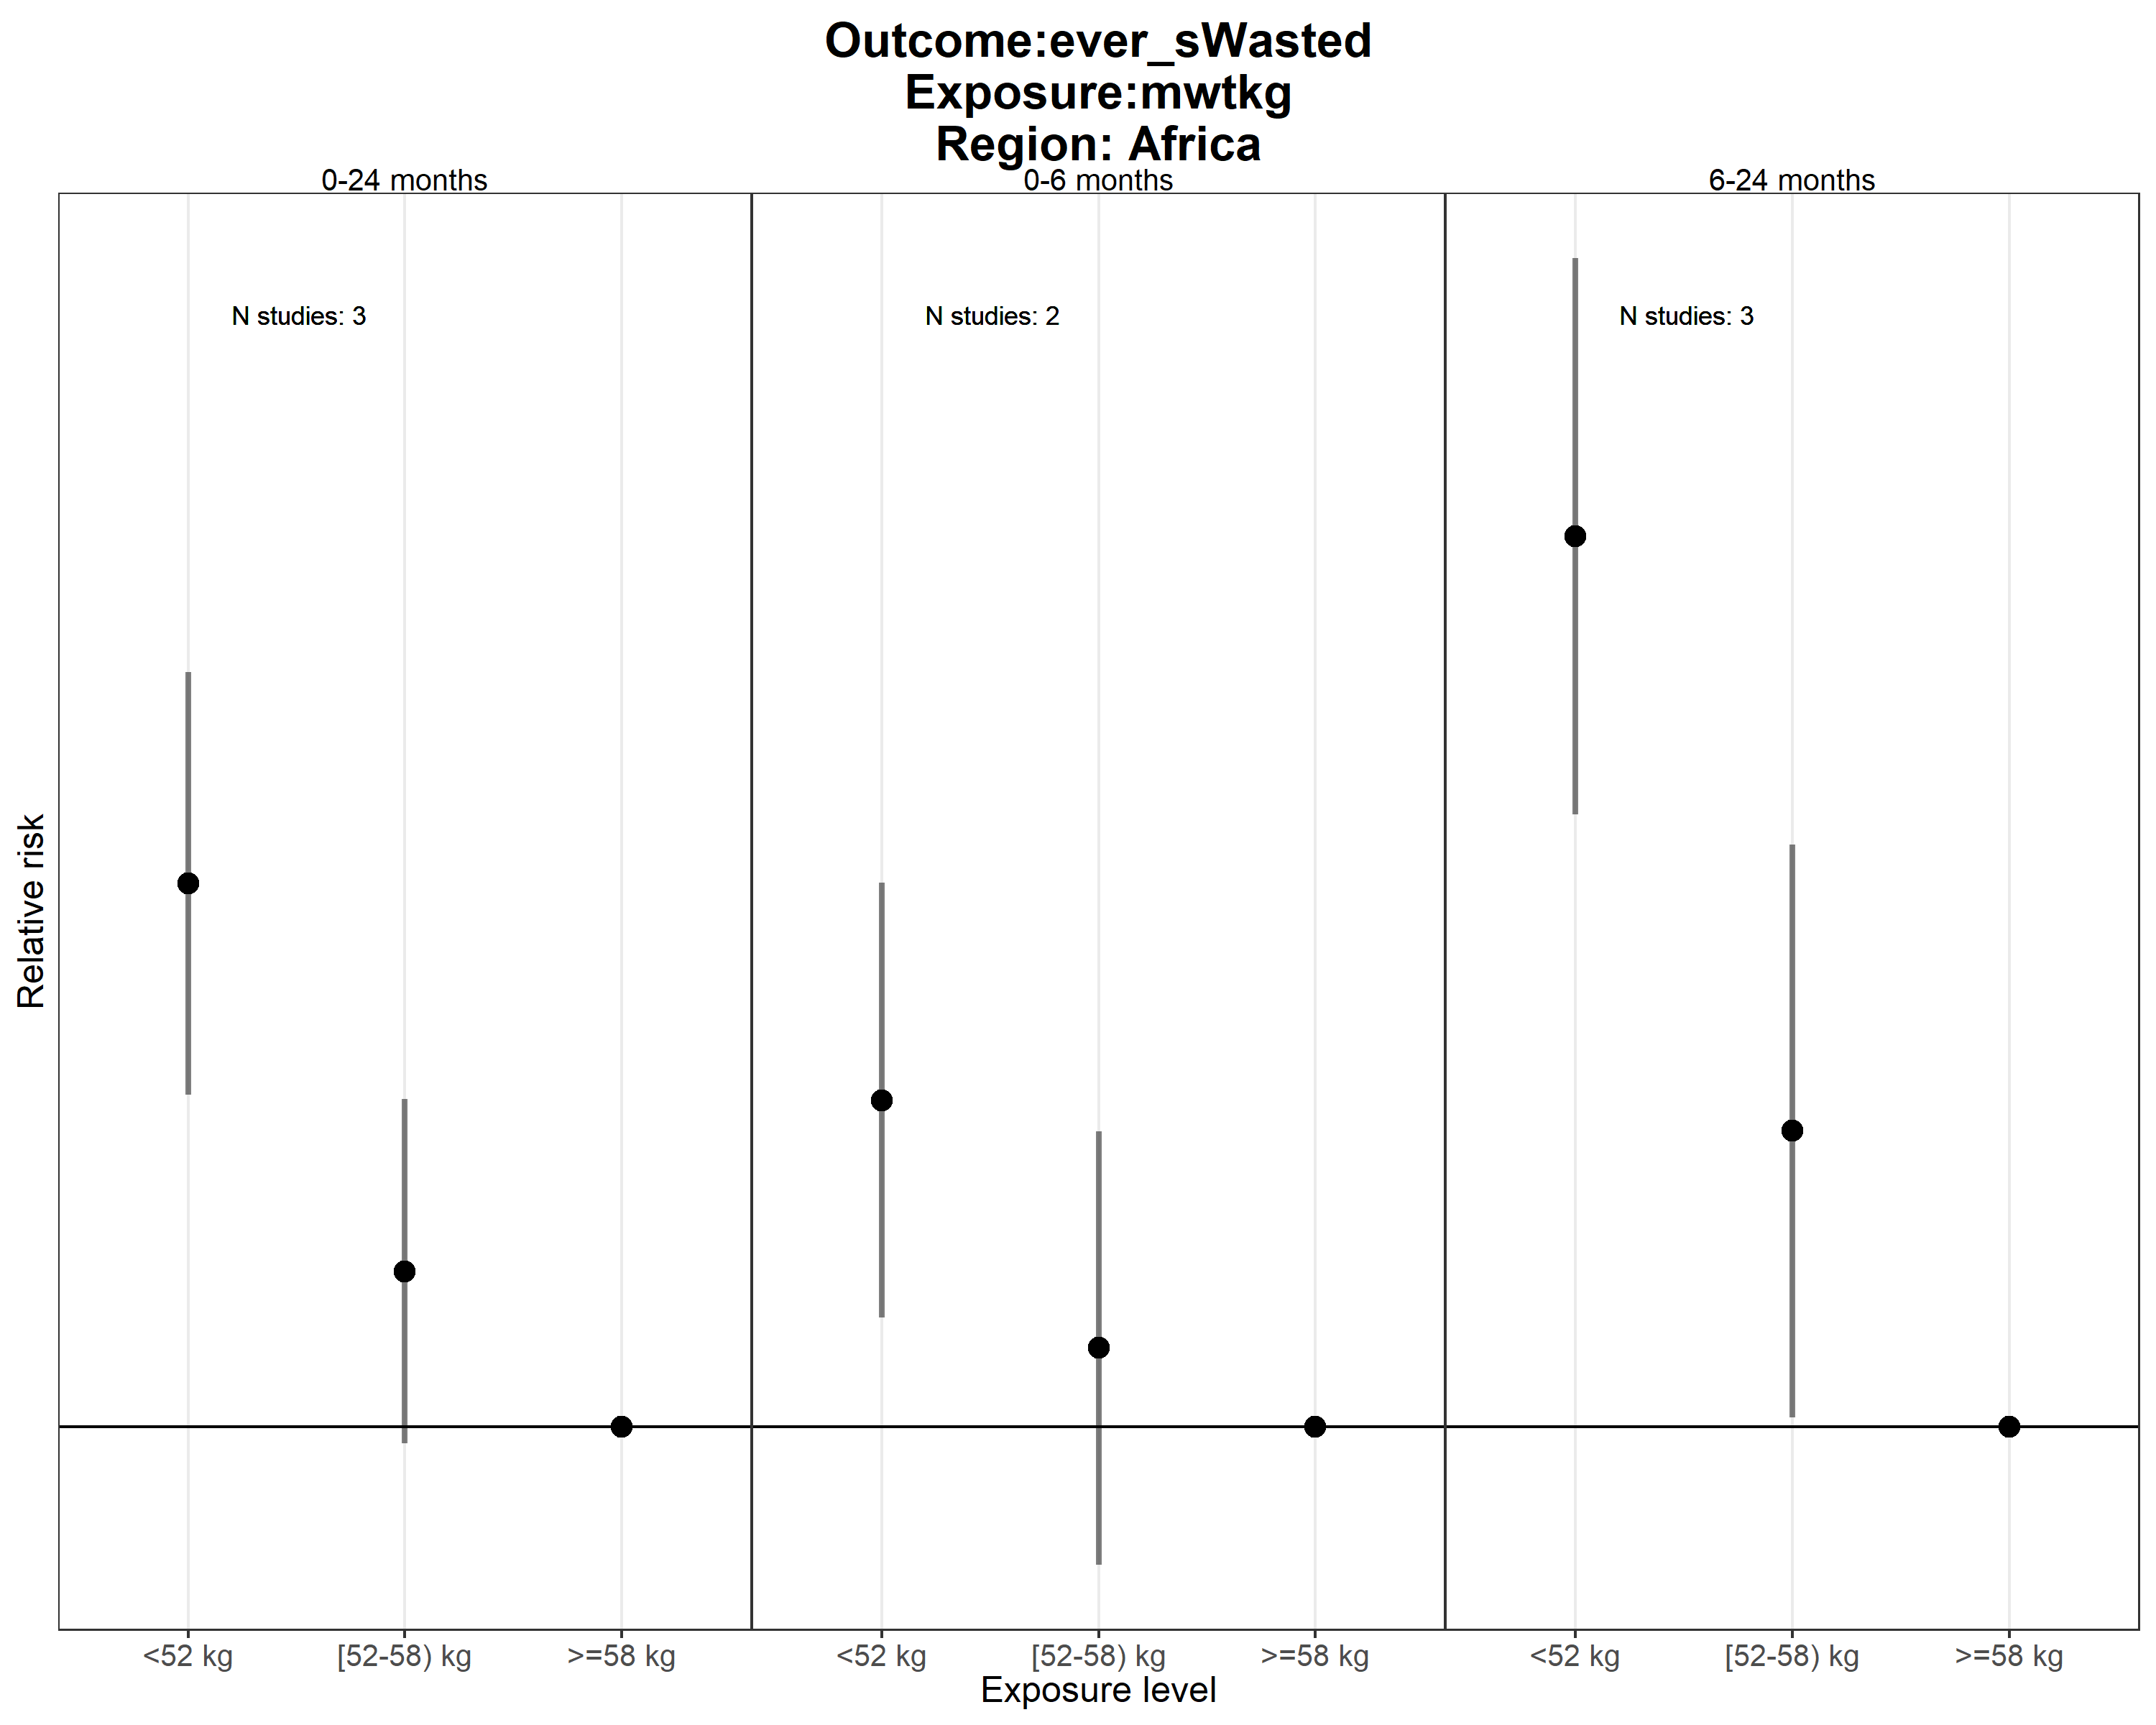 Outcome:ever_sWasted
Exposure:mwtkg
Region: Africa
0-24 months
0-6 months
6-24 months
N studies: 3
N studies: 2
N studies: 3
Relative risk
<52 kg
[52-58) kg
>=58 kg
<52 kg
[52-58) kg
>=58 kg
<52 kg
[52-58) kg
>=58 kg
Exposure level